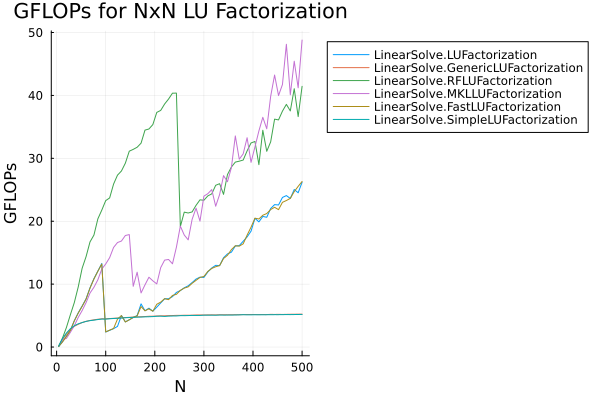 GFLOPs for NxN LU Factorization
50
40
30
20
10
0
GFLOPs
0 100 200 300 400 500
N
LinearSolve.LUFactorization
LinearSolve.GenericLUFactorization
LinearSolve.RFLUFactorization
LinearSolve.MKLLUFactorization
LinearSolve.FastLUFactorization
LinearSolve.SimpleLUFactorization